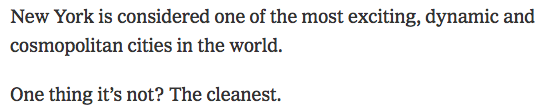 New York is considered one of the most exciting, dynamic and
cosmopolitan cities in the world.
One thing it’s not? The cleanest.